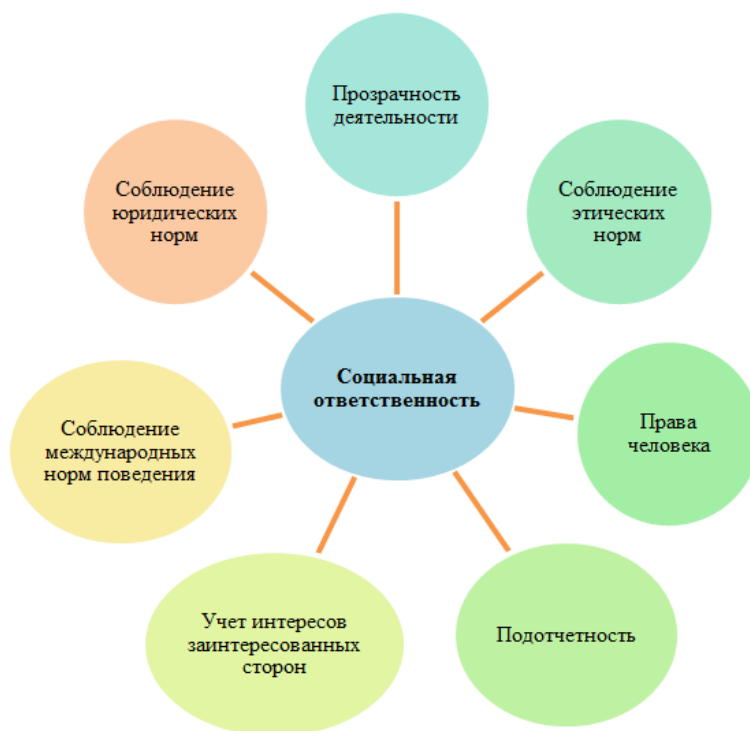 Прозрачность
деятельности
Соблюдение
этических
норм
Права
человека
Подотчетность
Учет интересов
заинтересованных
сторон
Соблюдение
международных
норм поведения
Соблюдение
юридических
норм
Социальная
ответственность